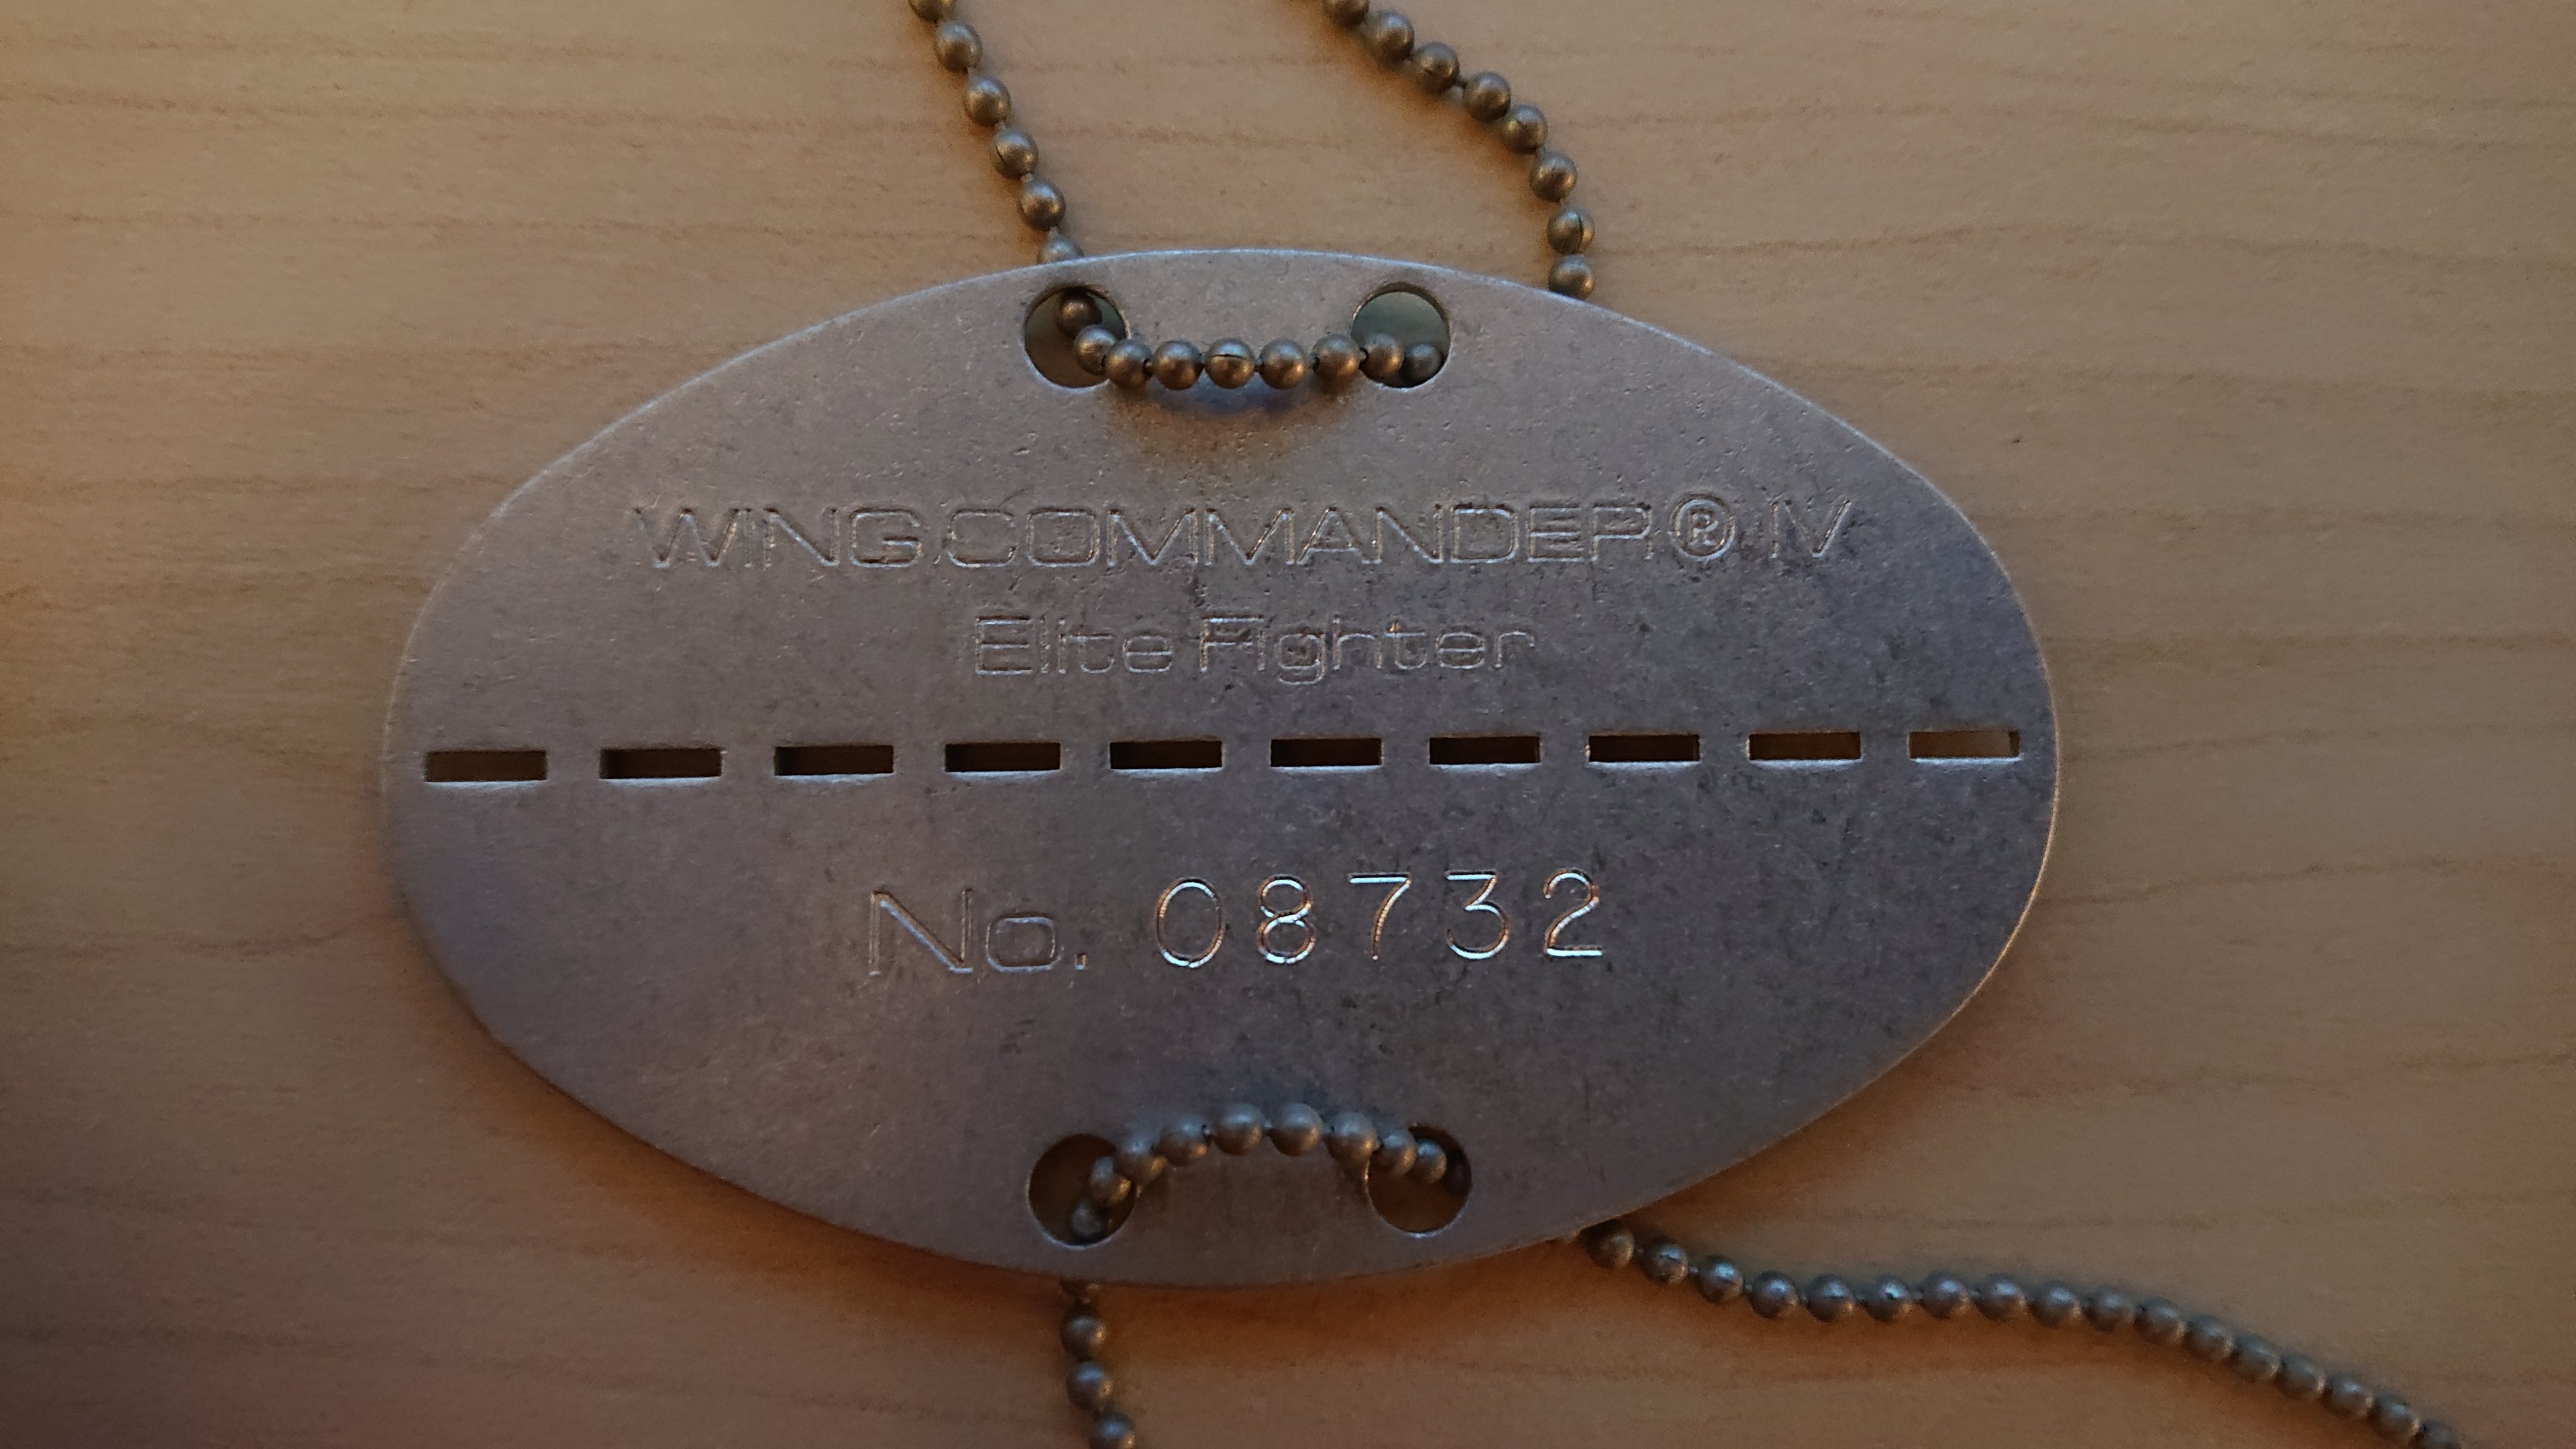 WING COMMANDER® IV
Elite Fighter
No. 08732